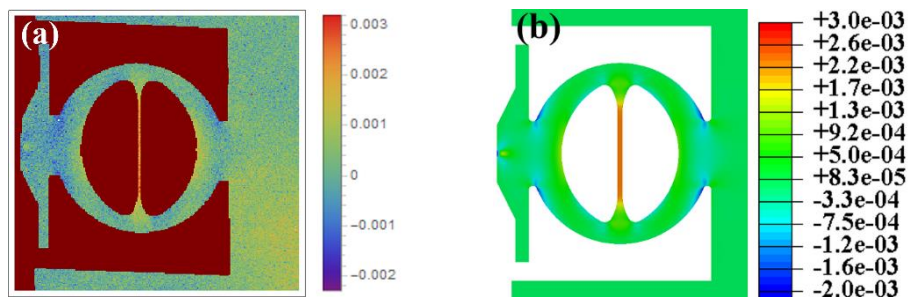 (a)
0.003
0.002
0.001
0
−0.001
−0.002
(b)
+3.0e-03
+2.6e-03
+2.2e-03
+1.7e-03
+1.3e-03
+9.2e-04
+5.0e-04
+8.3e-05
-3.3e-04
-7.5e-04
-1.2e-03
-1.6e-03
-2.0e-03